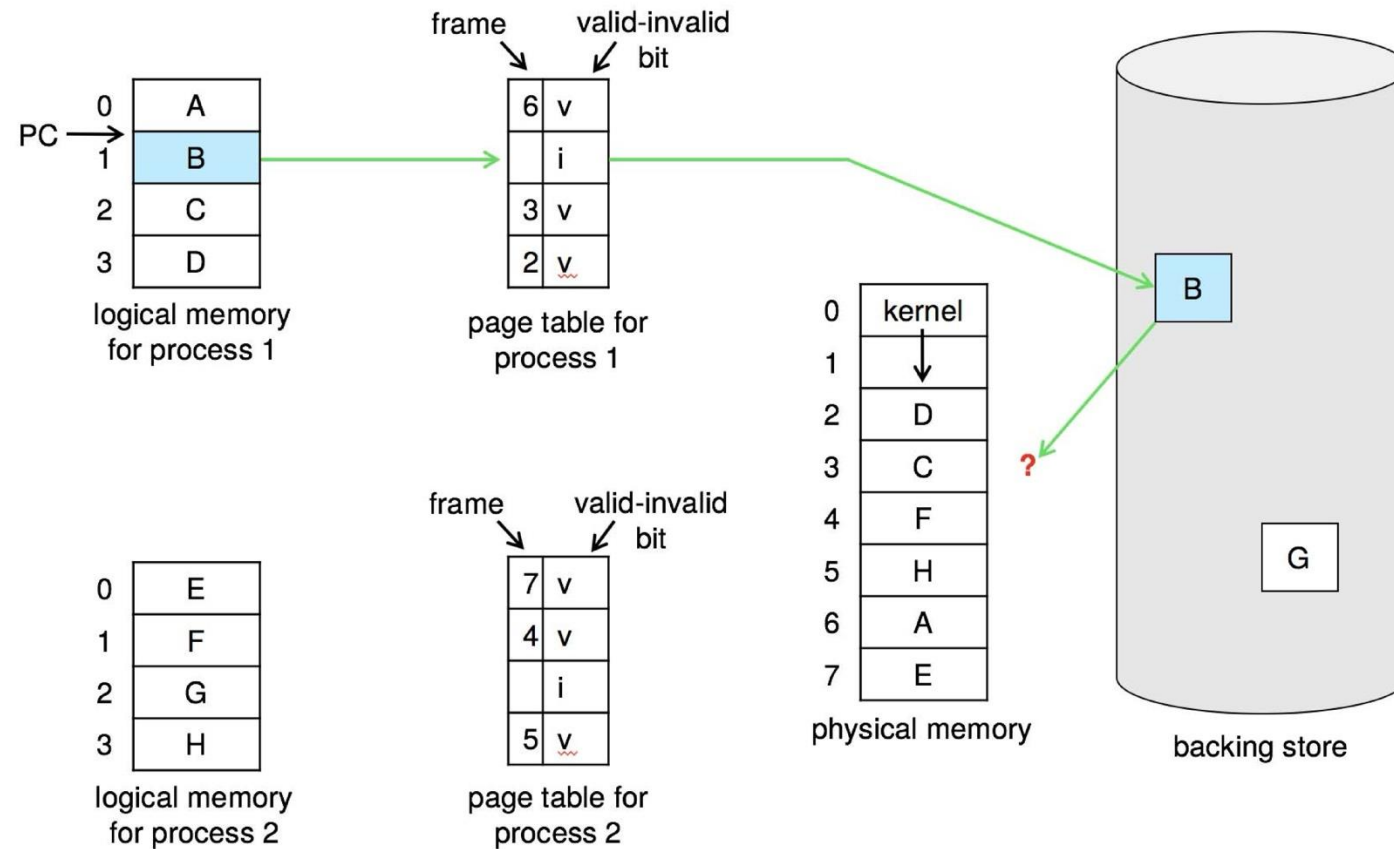 frame
valid-invalid
bit
PC
0 A
1 B
2 C
3 D
logical memory
for process 1
6 v
i
3 v
2 v
page table for
process 1
0 kernel
1
2 D
3 C
4 F
5 H
6 A
7 E
physical memory
?
B
G
backing store
0 E
1 F
2 G
3 H
logical memory
for process 2
frame
valid-invalid
bit
7 v
4 v
i
5 v
page table for
process 2